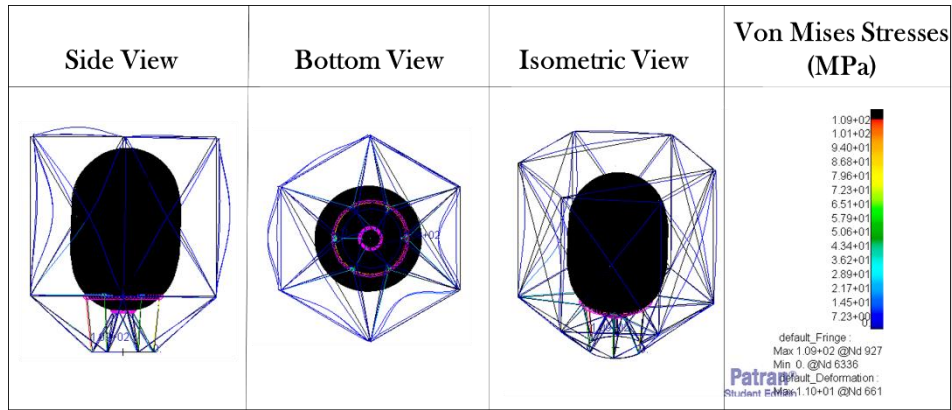 Side View
Bottom View
Isometric View
Von Mises Stresses
(MPa)
1.09+02
1.01+02
9.40+01
8.68+01
7.96+01
7.23+01
6.51+01
5.79+01
5.06+01
4.34+01
3.62+01
2.89+01
2.17+01
1.45+01
7.23+00
0.
default_Fringe :
Max 1.09+02 @Nd 927
Min 0. @Nd 6336
default_Deformation :
Max 1.10+01 @Nd 661
Patran
Student Edition
1.09+02
+02